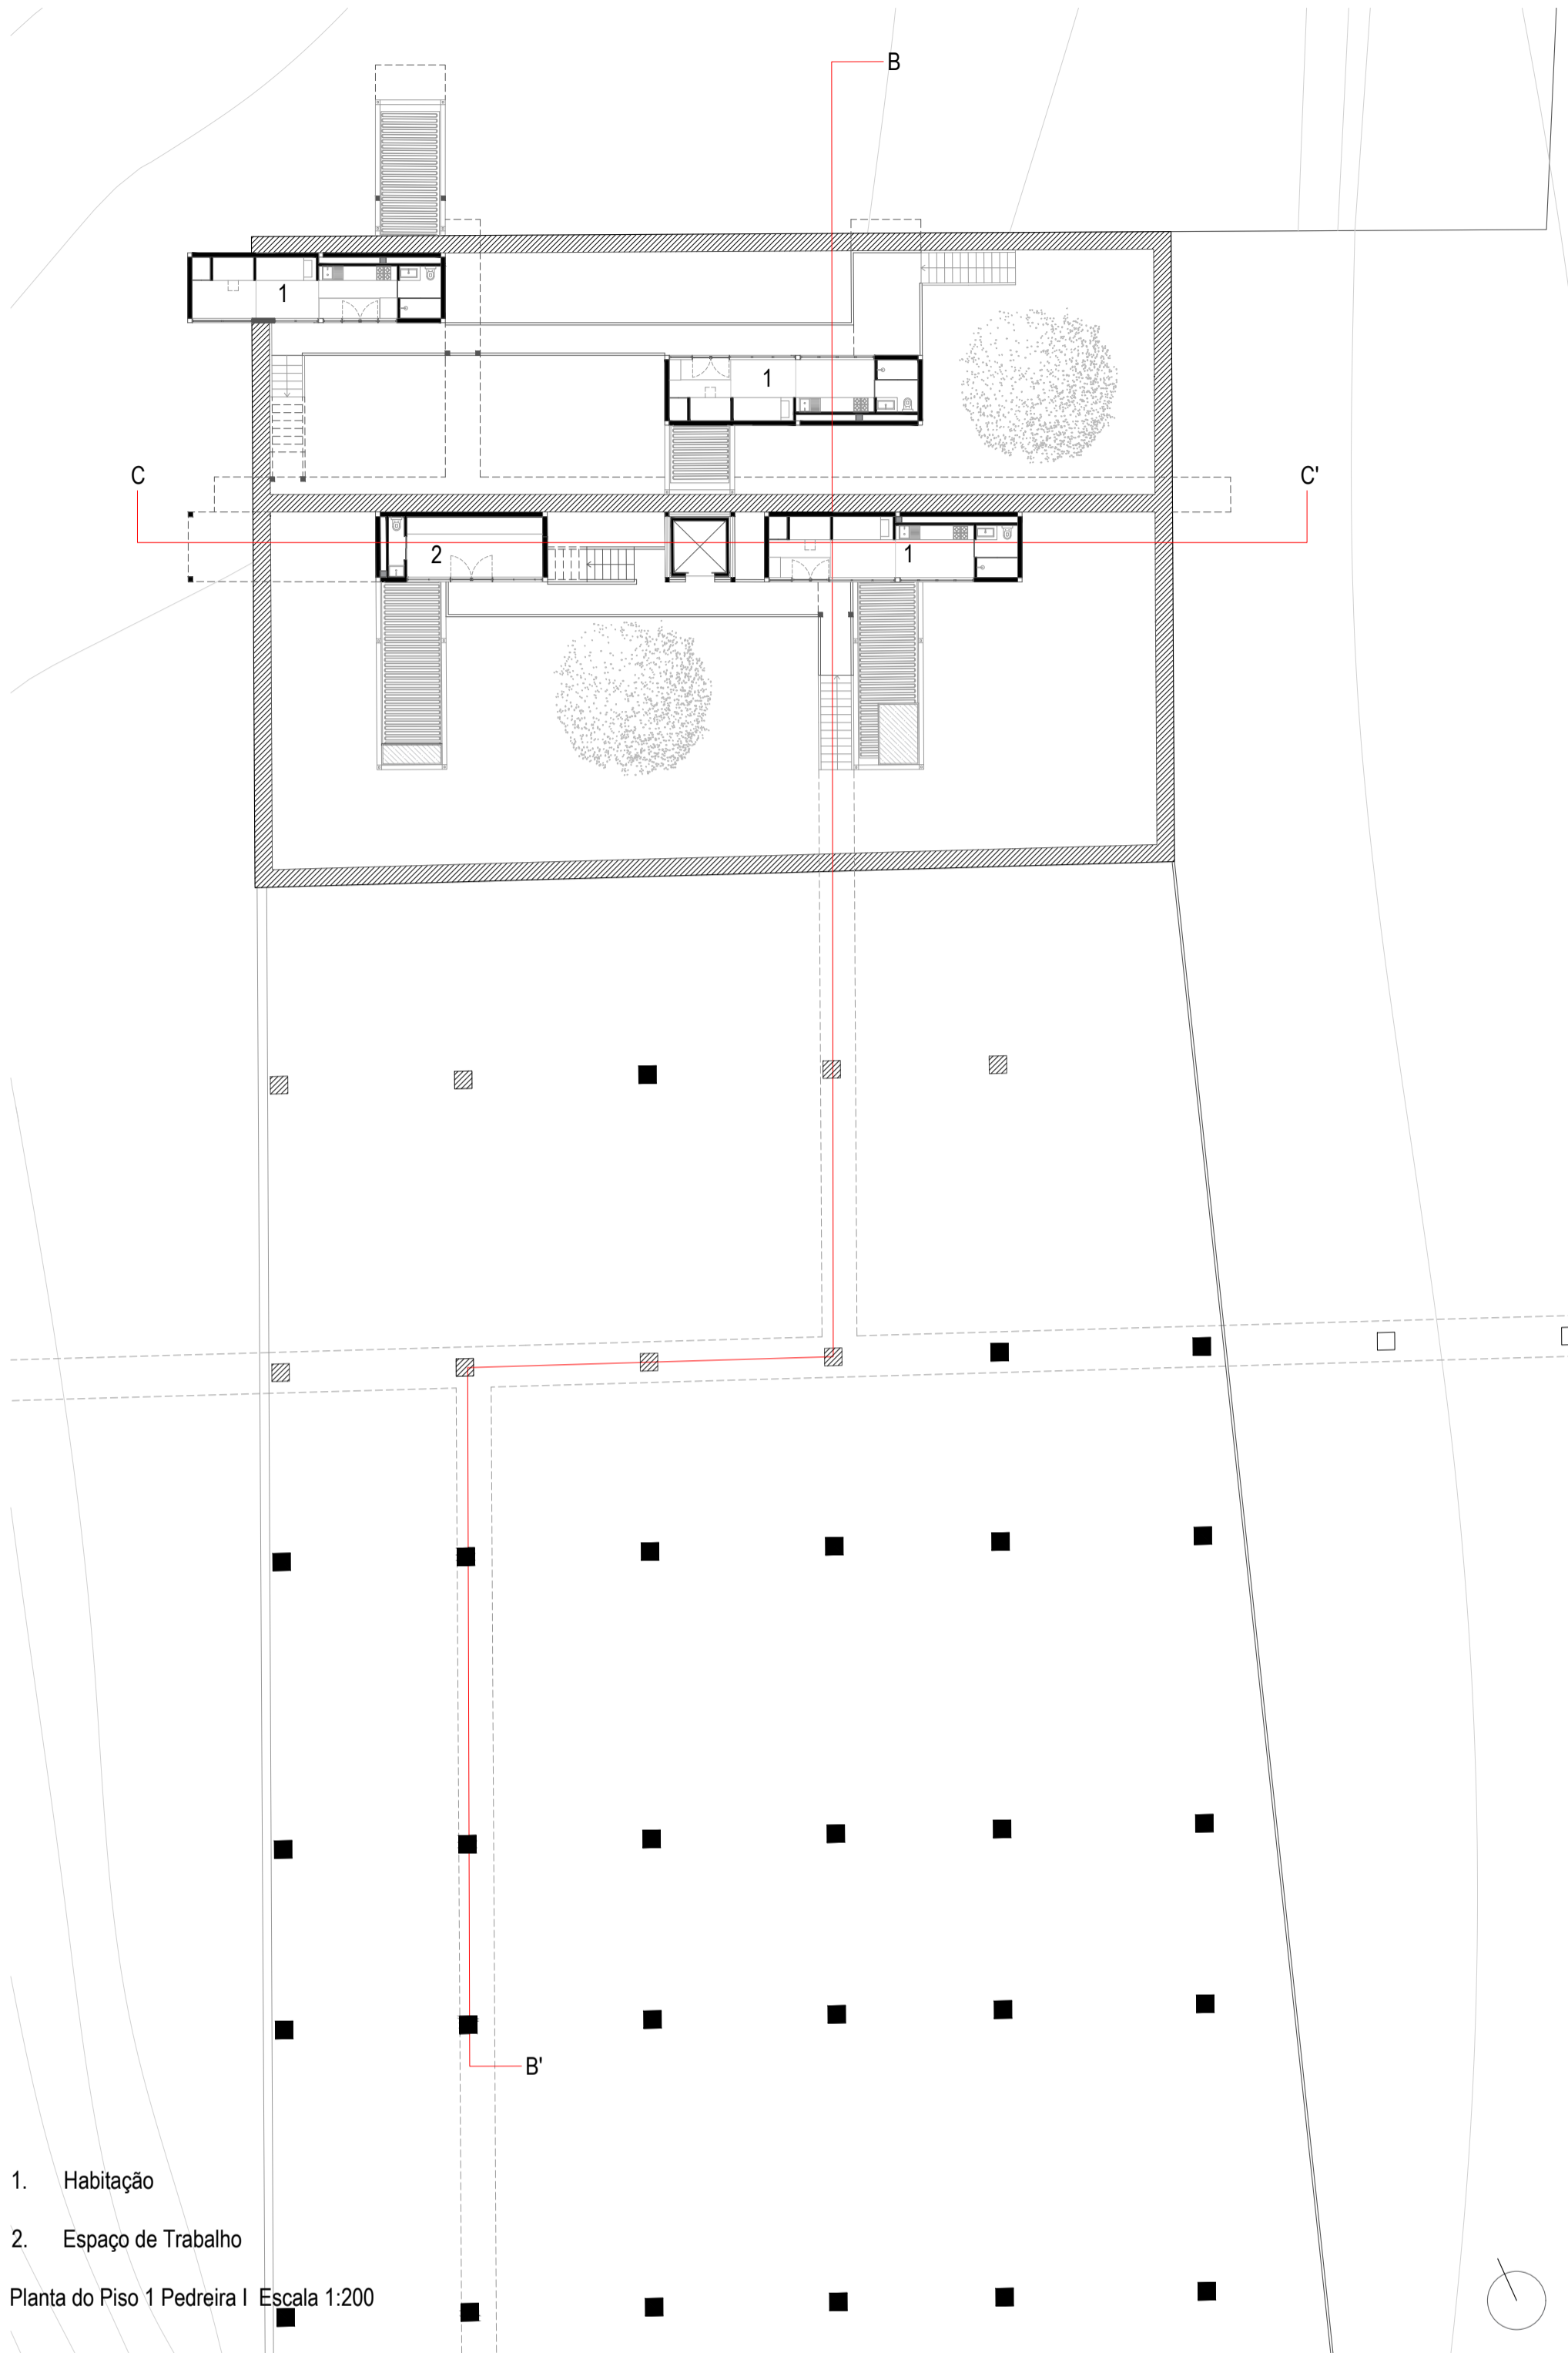 B
1
1
C
C'
2
1
B'
1. Habitação
2. Espaço de Trabalho
Planta do Piso 1 Pedreira I Escala 1:200